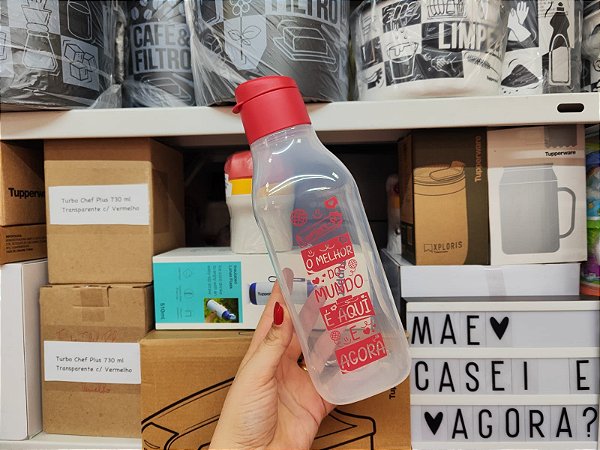 CAFÉ&
FILTRO
FILTRO
LIMP
Tupperware
Turbo Chef Plus 730 ml
Transparente c/ Vermelho
Turbo Chef Plus 730 ml
Transparente c/ Vermelho
Tupperware
XPLORIS
O MELHOR
DO
MUNDO
É AQUI
E
AGORA
MAE♥
CASEI E
♥AGORA?